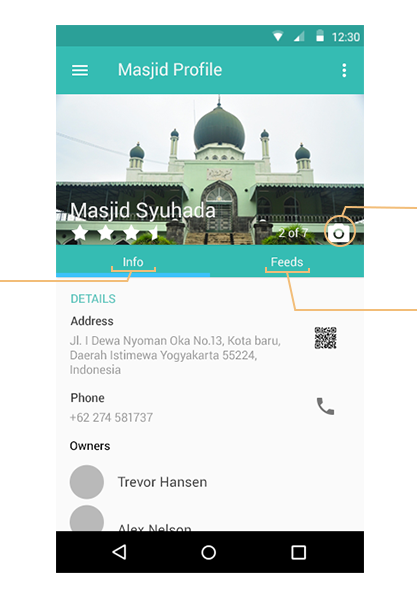 12:30
Masjid Profile
Masjid Syuhada
2 of 7
Info
Feeds
DETAILS
Address
Jl. I Dewa Nyoman Oka No.13, Kota baru,
Daerah Istimewa Yogyakarta 55224,
Indonesia
Phone
+62 274 581737
Owners
Trevor Hansen
Alex Nelson